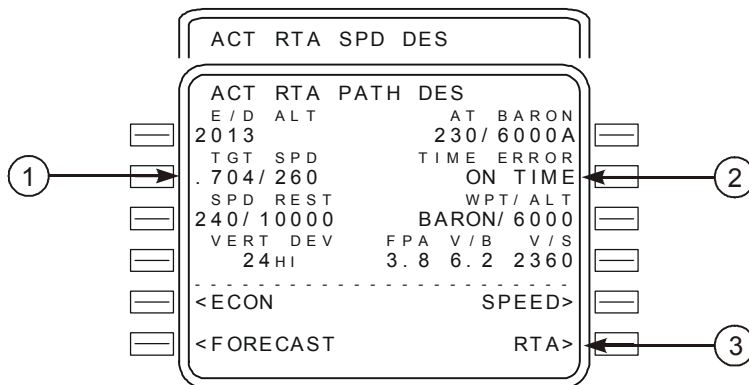 ACT RTA SPD DES
ACT RTA PATH DES
E/D ALT AT BARON
2013 230/6000A
TGT SPD TIME ERROR
.704/260 ON TIME
SPD REST WPT/ALT
240/10000 BARON/6000
VERT DEV FPA V/B V/S
24HI 3.8 6.2 2360
------------------------
<ECON SPEED>
<FORECAST RTA>
1
2
3